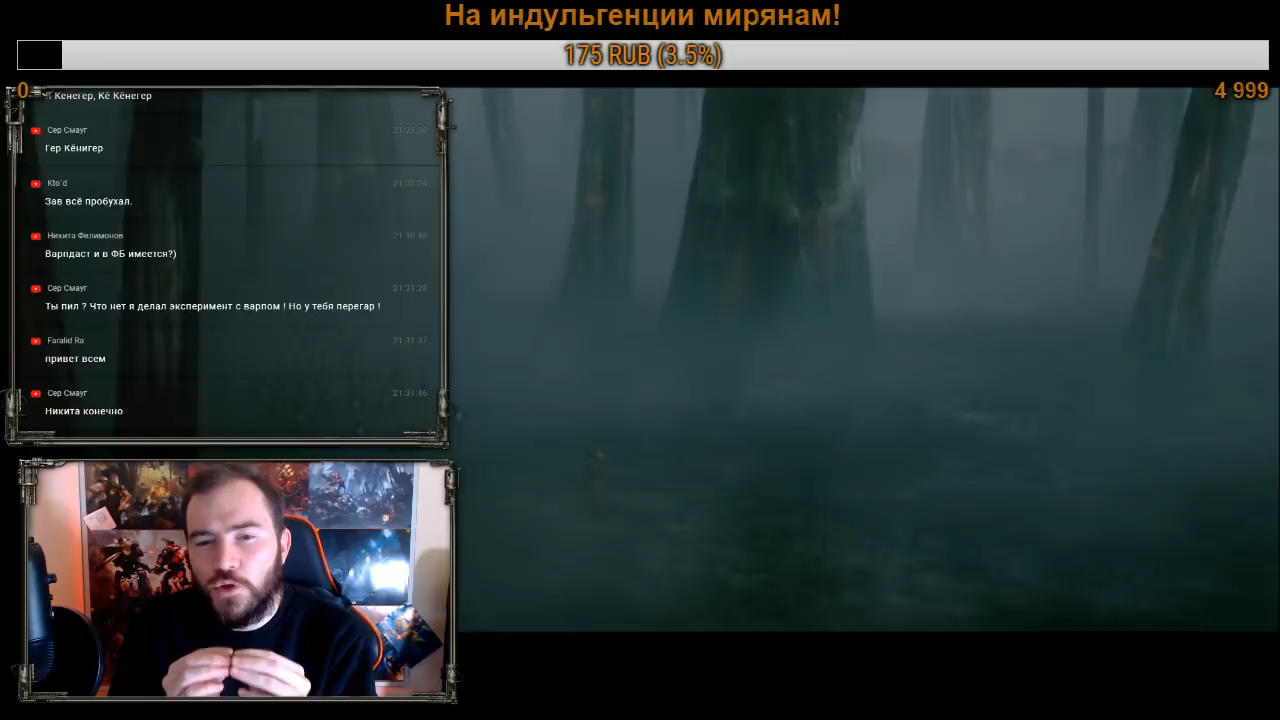 На индульгенции мирянам!
175 RUB (3.5%)
0
4 999
Кенегер, Кё Кёнегер
Сер Смауг 21:29:50
Гер Кёнигер
Kto'd 21:30:24
Зав всё пробухал.
Никита Филимонов 21:30:48
Варпдаст и в ФБ имеется?)
Сер Смауг 21:31:28
Ты пил ? Что нет я делал эксперимент с варпом ! Но у тебя перегар !
Faralid Ra 21:31:37
привет всем
Сер Смауг 21:31:46
Никита конечно